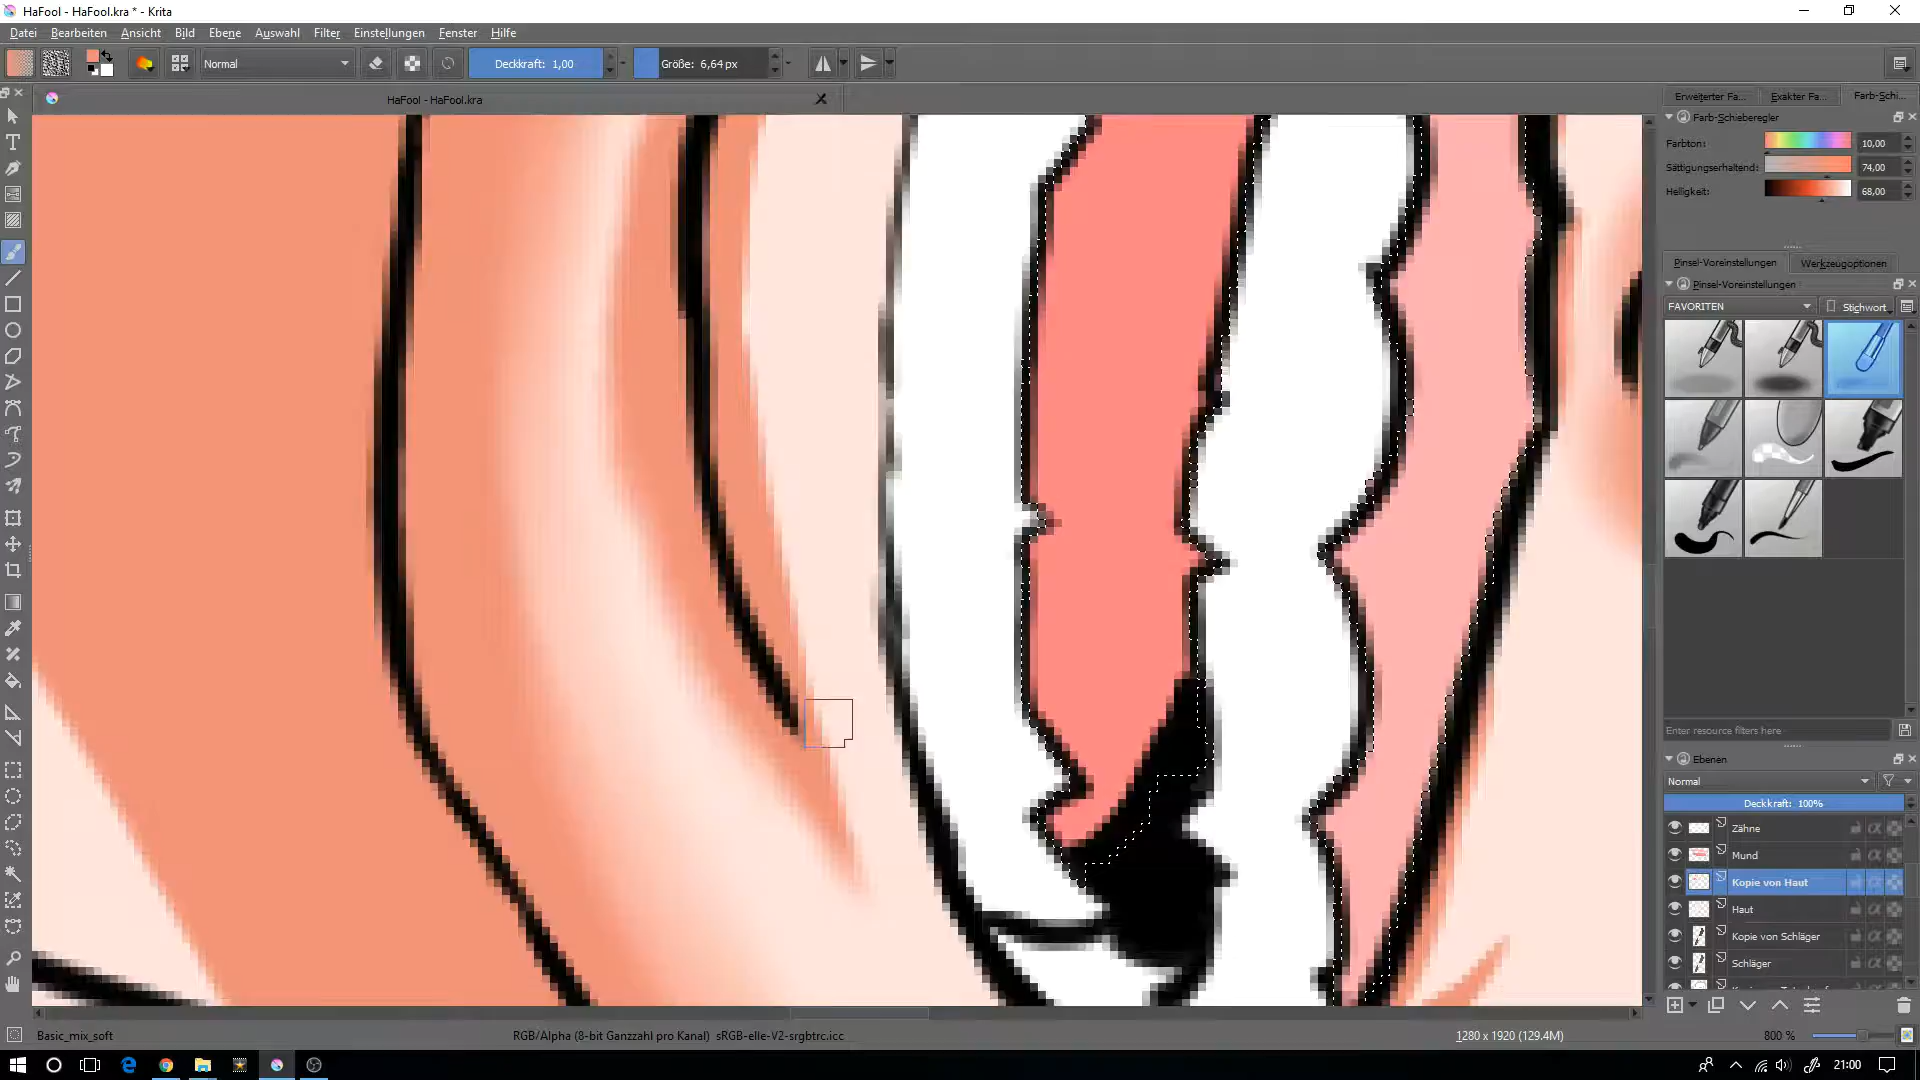 HaFool - HaFool.kra * - Krita
Datei Bearbeiten Ansicht Bild Ebene Auswahl Filter Einstellungen Fenster Hilfe
Normal Deckkraft: 1,00 Größe: 6,64 px
HaFool - HaFool.kra
Erweiterter Fa... Exakter Fa... Farb-Schi...
Farb-Schieberegler
Farbton: 10,00
Sättigungserhaltend: 74,00
Helligkeit: 68,00
Pinsel-Voreinstellungen Werkzeugoptionen
Pinsel-Voreinstellungen
FAVORITEN Stichwort
Enter resource filters here
Ebenen
Normal
Deckkraft: 100%
Zähne
Mund
Kopie von Haut
Haut
Kopie von Schläger
Schläger
Basic_mix_soft RGB/Alpha (8-bit Ganzzahl pro Kanal) sRGB-elle-V2-srgbtrc.icc 1280 x 1920 (129.4M) 800 %
21:00